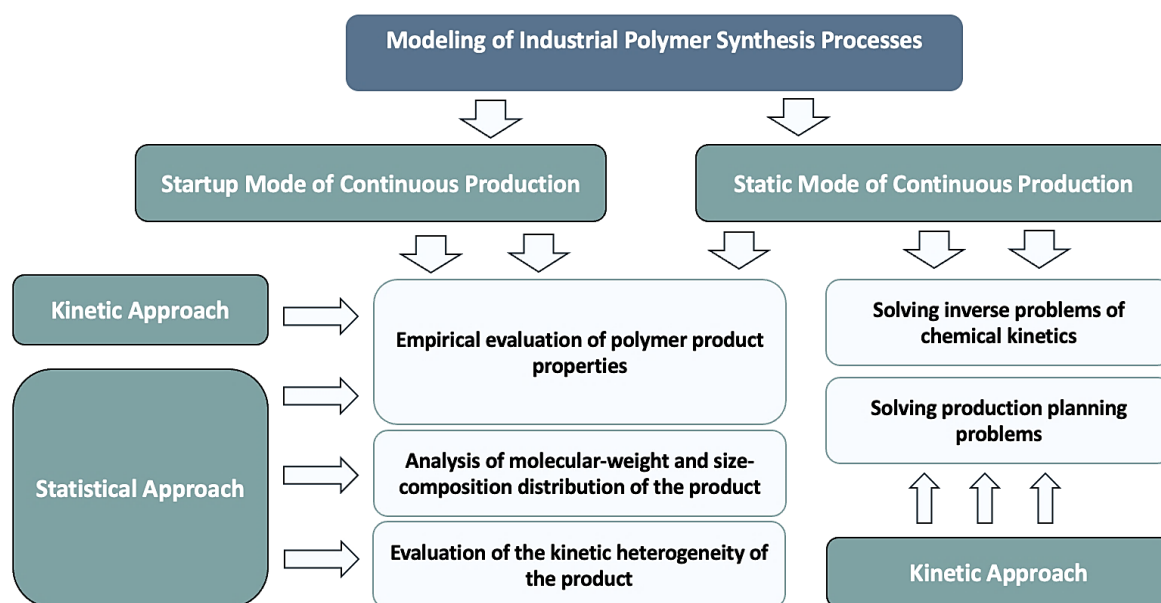 Modeling of Industrial Polymer Synthesis Processes
Startup Mode of Continuous Production
Static Mode of Continuous Production
Kinetic Approach
Empirical evaluation of polymer product
properties
Solving inverse problems of
chemical kinetics
Solving production planning
problems
Statistical Approach
Analysis of molecular-weight and size-
composition distribution of the product
Evaluation of the kinetic heterogeneity of
the product
Kinetic Approach